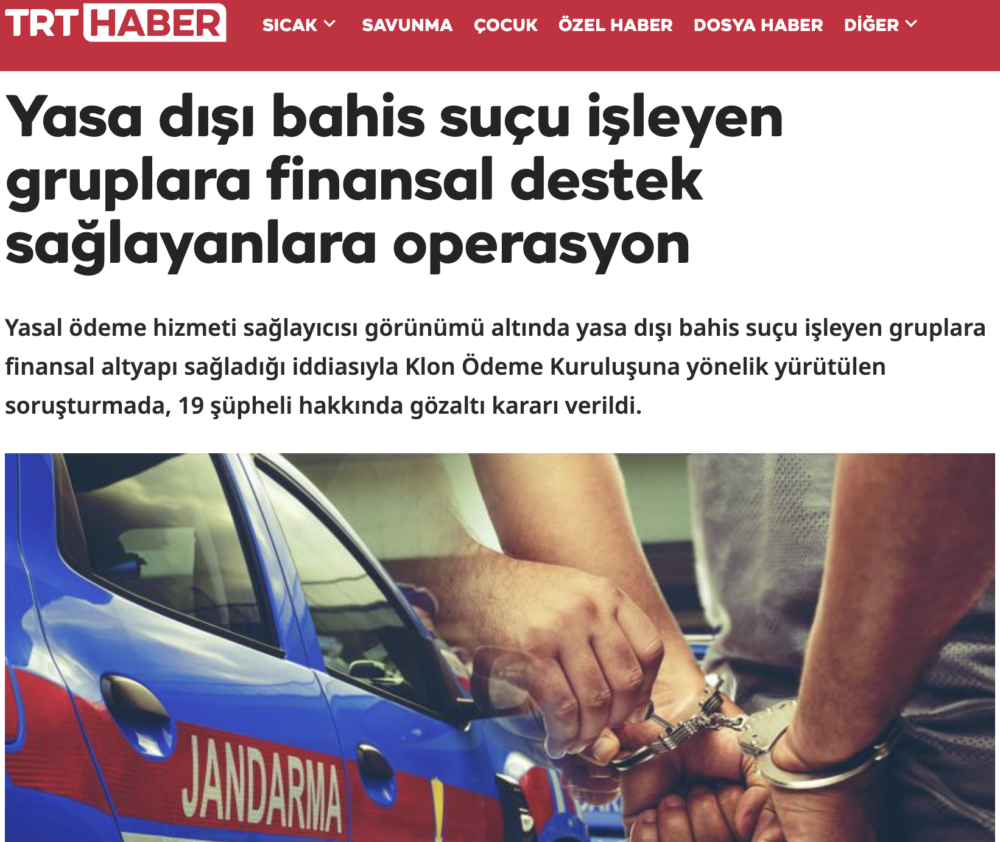 TRT HABER
SICAK
SAVUNMA
ÇOCUK
ÖZEL HABER
DOSYA HABER
DİĞER
Yasa dışı bahis suçu işleyen
gruplara finansal destek
sağlayanlara operasyon
Yasal ödeme hizmeti sağlayıcısı görünümü altında yasa dışı bahis suçu işleyen gruplara
finansal altyapı sağladığı iddiasıyla Klon Ödeme Kuruluşuna yönelik yürütülen
soruşturmada, 19 şüpheli hakkında gözaltı kararı verildi.
JANDARMA